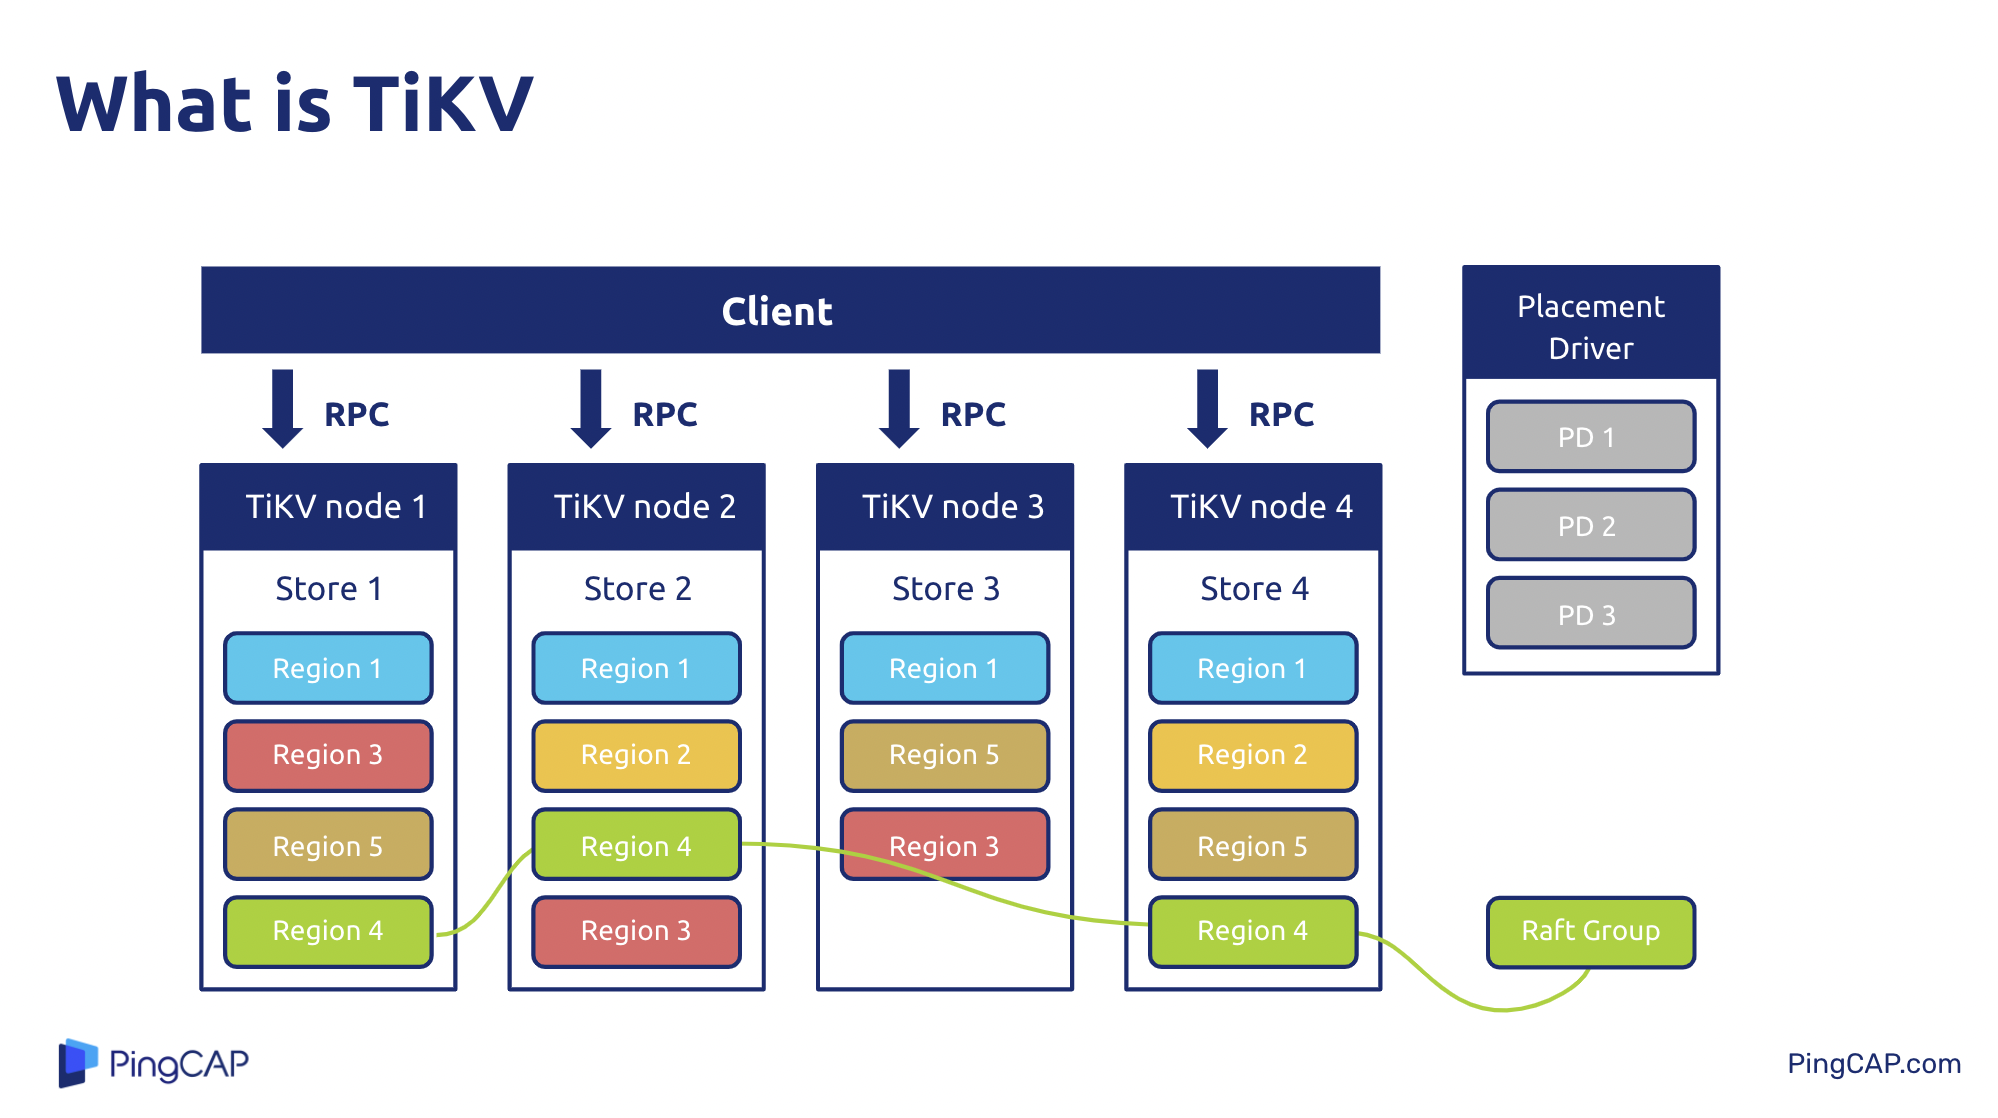 What is TiKV
Client
Placement
Driver
RPC
RPC
RPC
RPC
PD 1
PD 2
PD 3
TiKV node 1
Store 1
Region 1
Region 3
Region 5
Region 4
TiKV node 2
Store 2
Region 1
Region 2
Region 4
Region 3
TiKV node 3
Store 3
Region 1
Region 5
Region 3
TiKV node 4
Store 4
Region 1
Region 2
Region 5
Region 4
Raft Group
PingCAP
PingCAP.com